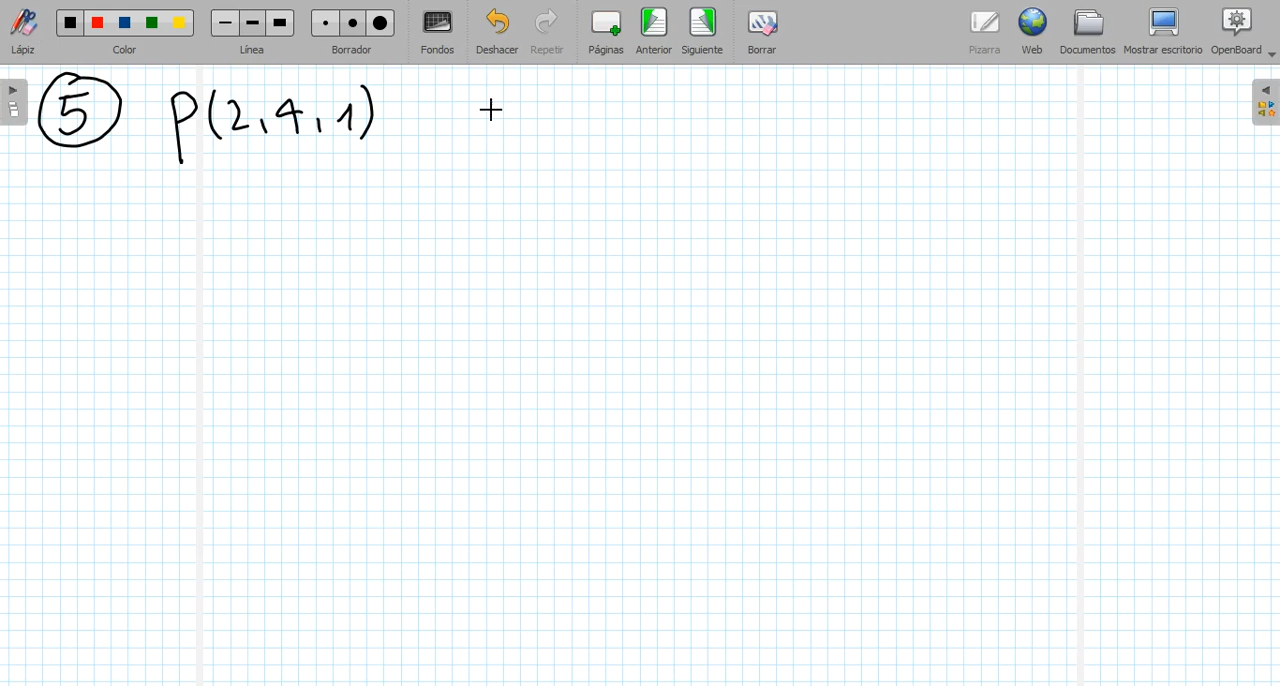 Lápiz Color Línea Borrador Fondos Deshacer Repetir Páginas Anterior Siguiente Borrar Pizarra Web Documentos Mostrar escritorio OpenBoard
5 P(2,4,1)